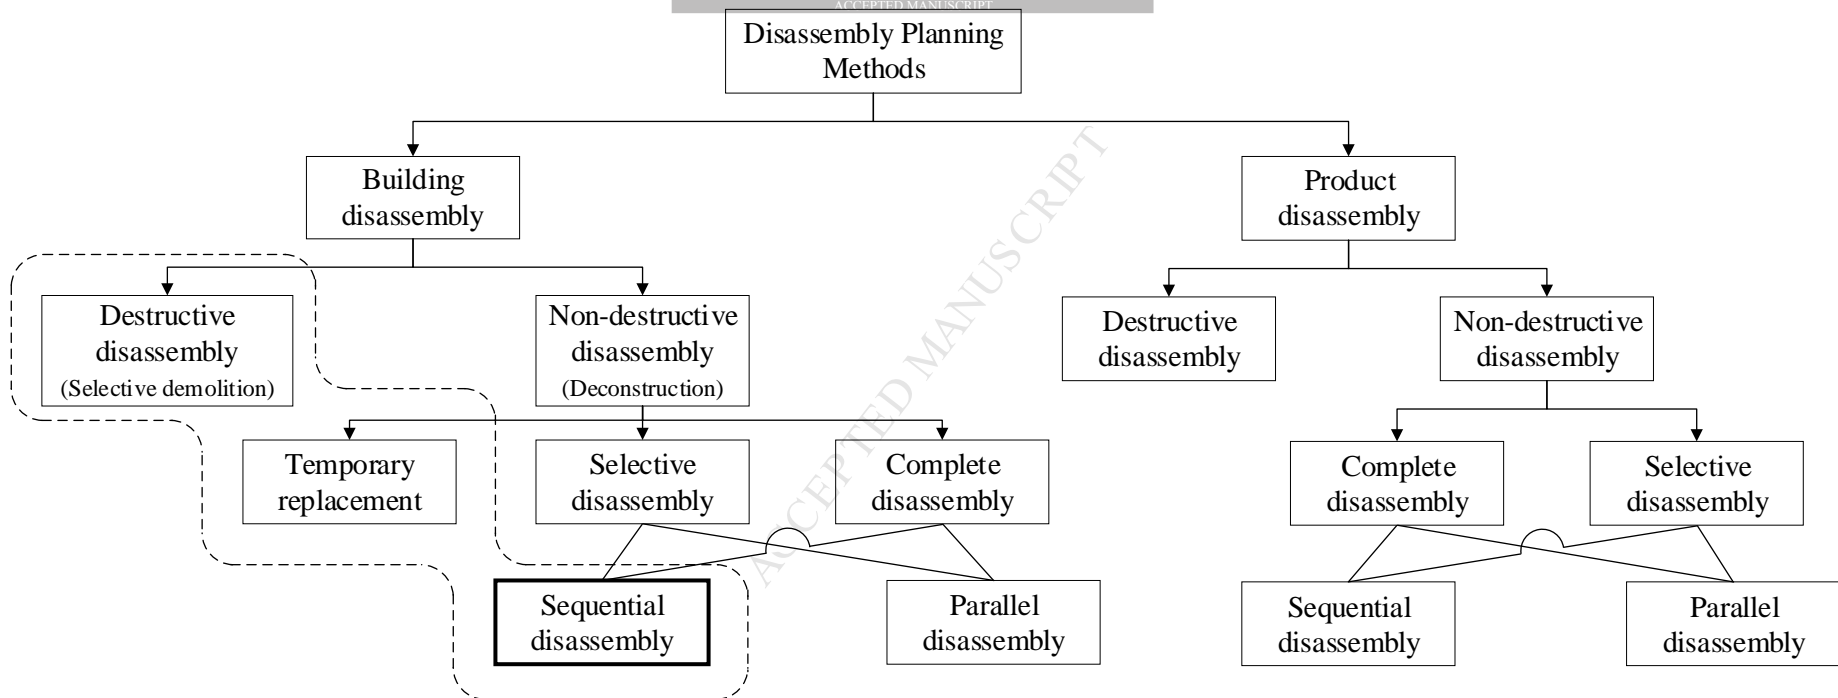 ACCEPTED MANUSCRIPT
Disassembly Planning
Methods
Building
disassembly
Product
disassembly
Destructive
disassembly
(Selective demolition)
Non-destructive
disassembly
(Deconstruction)
Destructive
disassembly
Non-destructive
disassembly
Temporary
replacement
Selective
disassembly
Complete
disassembly
Complete
disassembly
Selective
disassembly
Sequential
disassembly
Parallel
disassembly
Sequential
disassembly
Parallel
disassembly
ACCEPTED MANUSCRIPT